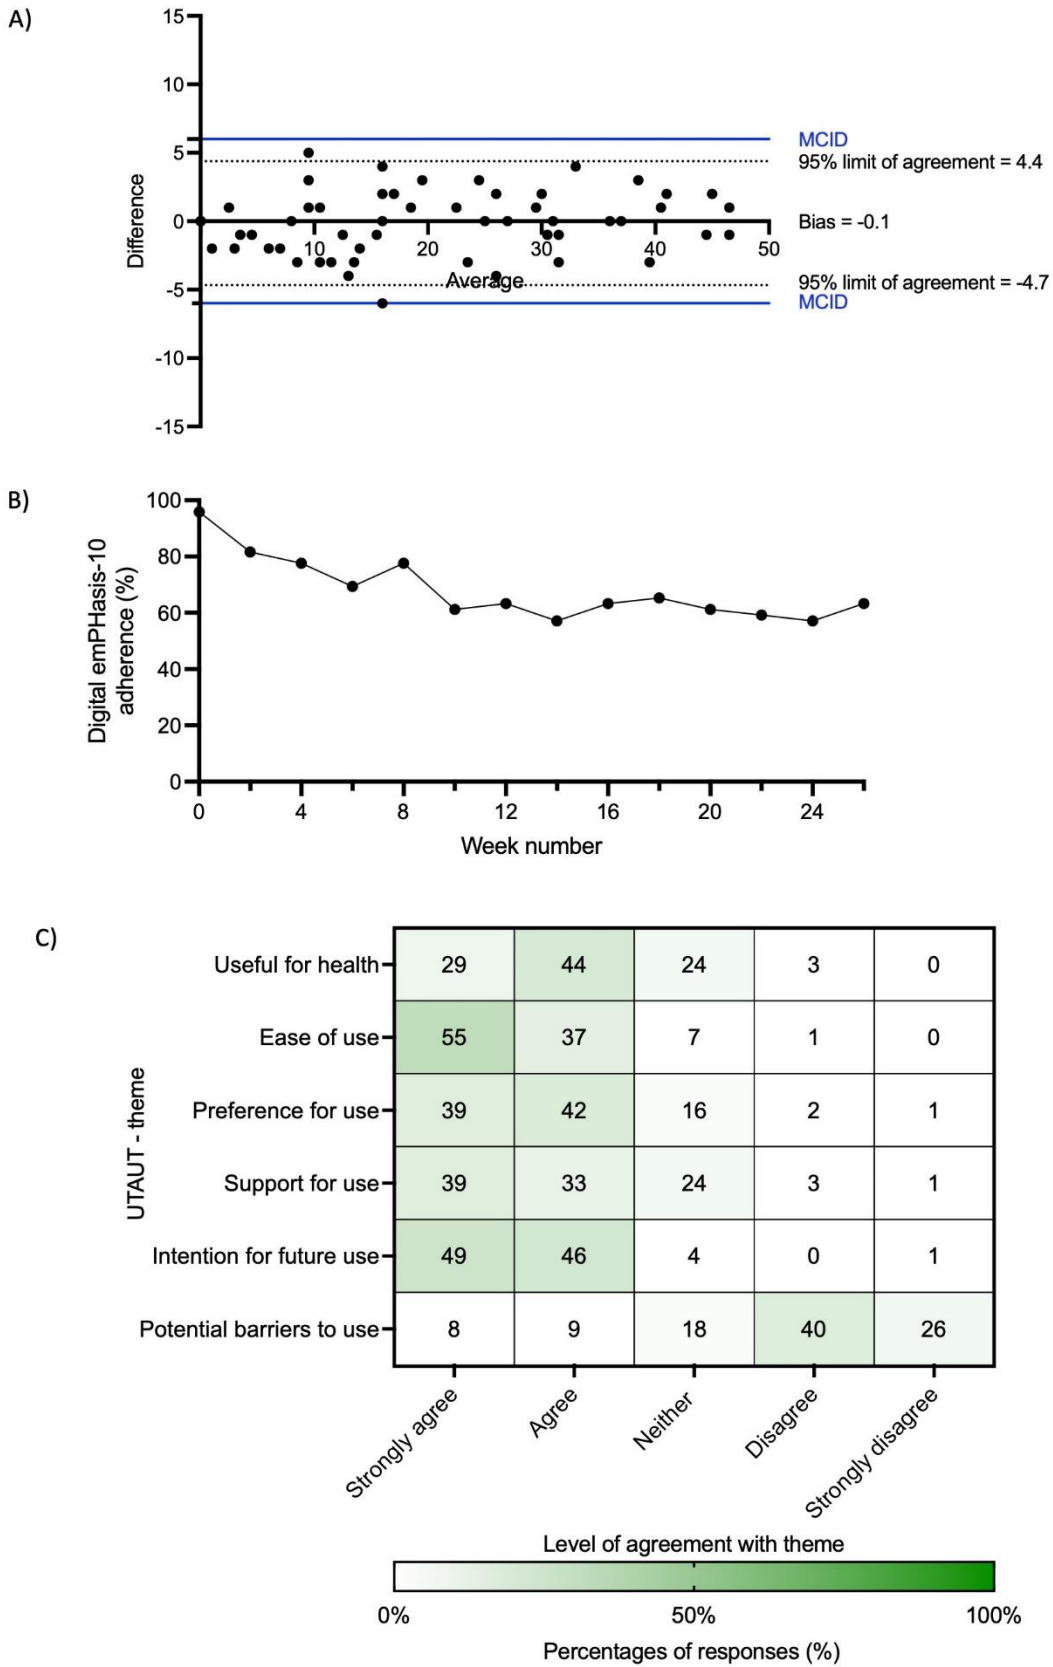 A)
15
10
5
0
-5
-10
-15
Difference
10 20 30 40 50
Average
MCID
95% limit of agreement = 4.4
Bias = -0.1
95% limit of agreement = -4.7
MCID
B)
100
80
60
40
20
0
Digital emPHasis-10
adherence (%)
0 4 8 12 16 20 24
Week number
C)
UTAUT - theme
Useful for health 29 44 24 3 0
Ease of use 55 37 7 1 0
Preference for use 39 42 16 2 1
Support for use 39 33 24 3 1
Intention for future use 49 46 4 0 1
Potential barriers to use 8 9 18 40 26
Strongly agree
Agree
Neither
Disagree
Strongly disagree
Level of agreement with theme
0% 50% 100%
Percentages of responses (%)